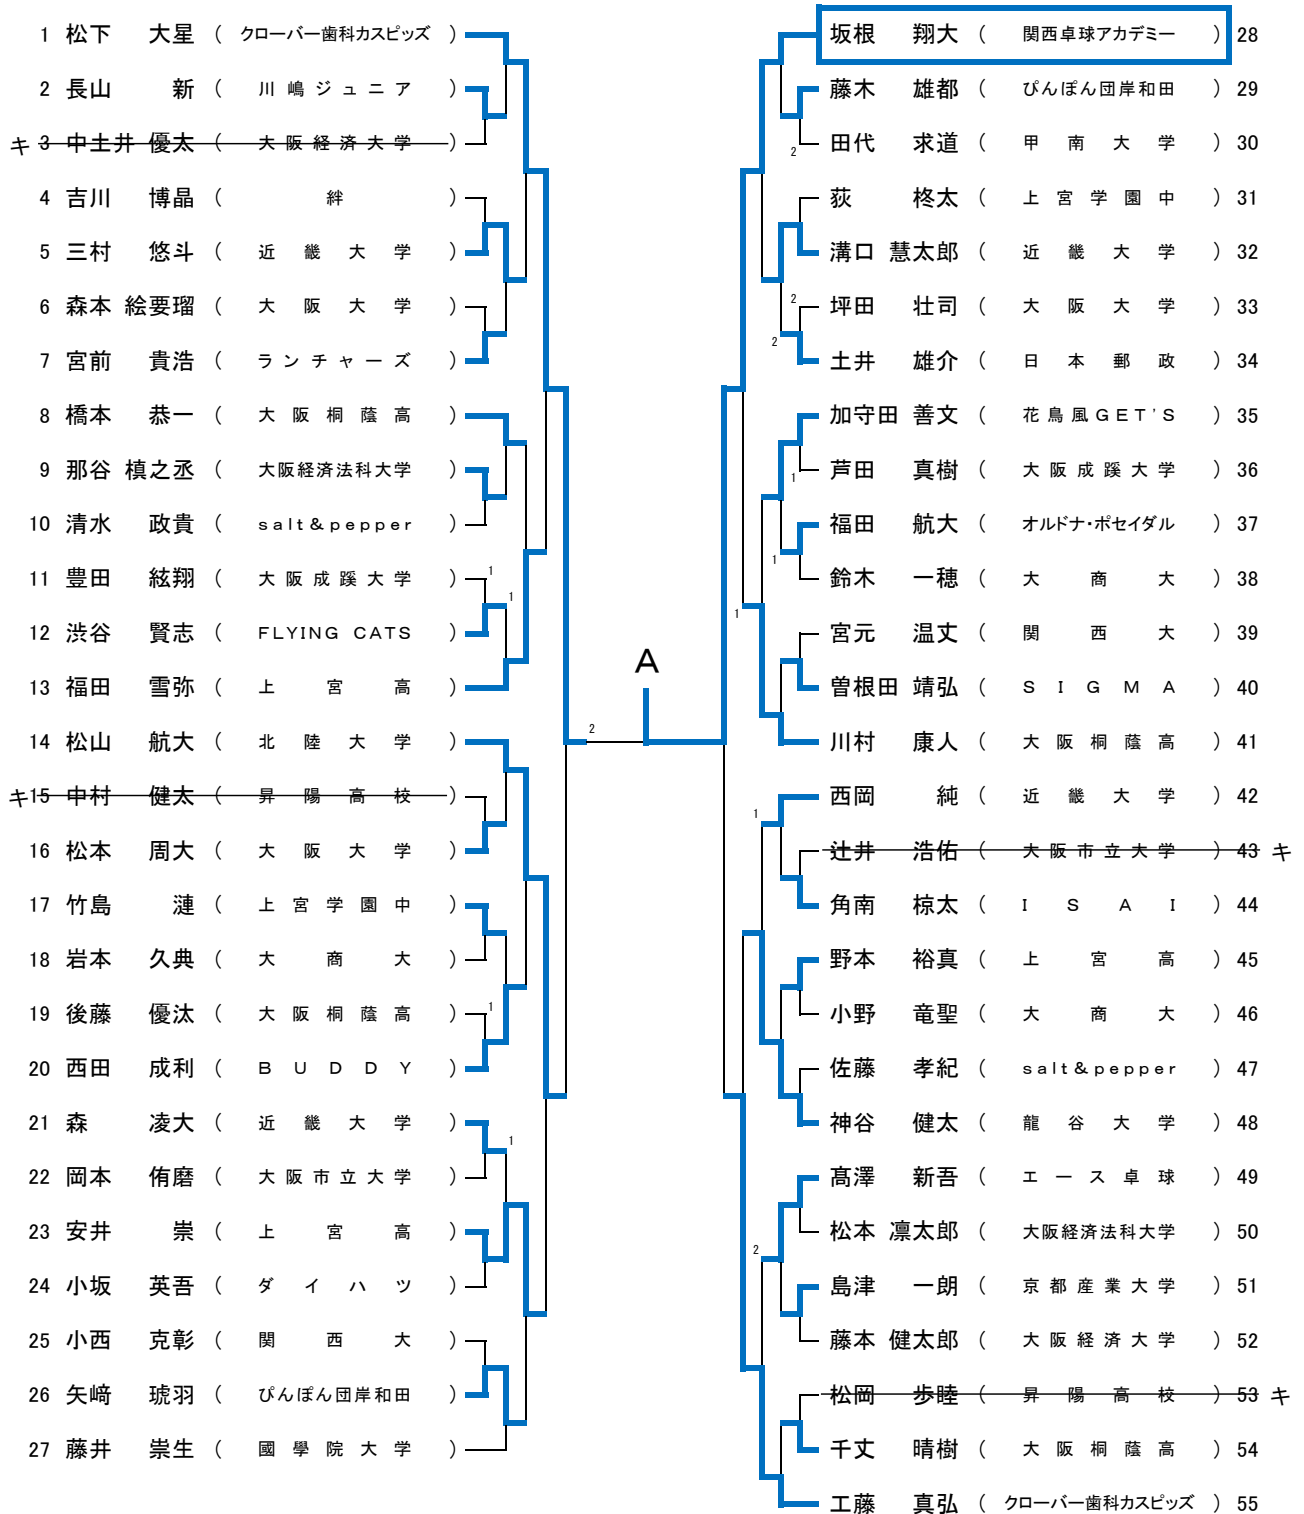 1 松下 大星 ( クローバー歯科カスピッズ )
2 長山 新 ( 川嶋ジュニア )
キ 3 中土井 優太 ( 大阪経済大学 )
4 吉川 博晶 ( 絆 )
5 三村 悠斗 ( 近畿大学 )
6 森本 絵要瑠 ( 大阪大学 )
7 宮前 貴浩 ( ランチャーズ )
8 橋本 恭一 ( 大阪桐蔭高 )
9 那谷 槙之丞 ( 大阪経済法科大学 )
10 清水 政貴 ( salt&pepper )
11 豊田 絃翔 ( 大阪成蹊大学 ) 1
1
12 渋谷 賢志 ( FLYING CATS )
13 福田 雪弥 ( 上宮高 )
14 松山 航大 ( 北陸大学 )
キ 15 中村 健太 ( 昇陽高校 )
16 松本 周大 ( 大阪大学 )
17 竹島 漣 ( 上宮学園中 )
18 岩本 久典 ( 大商大 )
19 後藤 優汰 ( 大阪桐蔭高 ) 1
20 西田 成利 ( BUDDY )
21 森 凌大 ( 近畿大学 )
1
22 岡本 侑磨 ( 大阪市立大学 )
23 安井 崇 ( 上宮高 )
24 小坂 英吾 ( ダイハツ )
25 小西 克彰 ( 関西大 )
26 矢﨑 琥羽 ( ぴんぽん団岸和田 )
27 藤井 崇生 ( 國學院大学 )
A
2
坂根 翔大 ( 関西卓球アカデミー ) 28
藤木 雄都 ( ぴんぽん団岸和田 ) 29
2 田代 求道 ( 甲南大学 ) 30
荻 柊太 ( 上宮学園中 ) 31
溝口 慧太郎 ( 近畿大学 ) 32
2 坪田 壮司 ( 大阪大学 ) 33
2
土井 雄介 ( 日本郵政 ) 34
加守田 善文 ( 花鳥風GET'S ) 35
1 芦田 真樹 ( 大阪成蹊大学 ) 36
福田 航大 ( オルドナ・ポセイダル ) 37
1
鈴木 一穂 ( 大商大 ) 38
1
宮元 温丈 ( 関西大 ) 39
曽根田 靖弘 ( SIGMA ) 40
川村 康人 ( 大阪桐蔭高 ) 41
西岡 純 ( 近畿大学 ) 42
1
辻井 浩佑 ( 大阪市立大学 ) 43 キ
角南 椋太 ( ISAI ) 44
野本 裕真 ( 上宮高 ) 45
小野 竜聖 ( 大商大 ) 46
佐藤 孝紀 ( salt&pepper ) 47
神谷 健太 ( 龍谷大学 ) 48
髙澤 新吾 ( エース卓球 ) 49
松本 凛太郎 ( 大阪経済法科大学 ) 50
2
島津 一朗 ( 京都産業大学 ) 51
藤本 健太郎 ( 大阪経済大学 ) 52
松岡 歩睦 ( 昇陽高校 ) 53 キ
千丈 晴樹 ( 大阪桐蔭高 ) 54
工藤 真弘 ( クローバー歯科カスピッズ ) 55